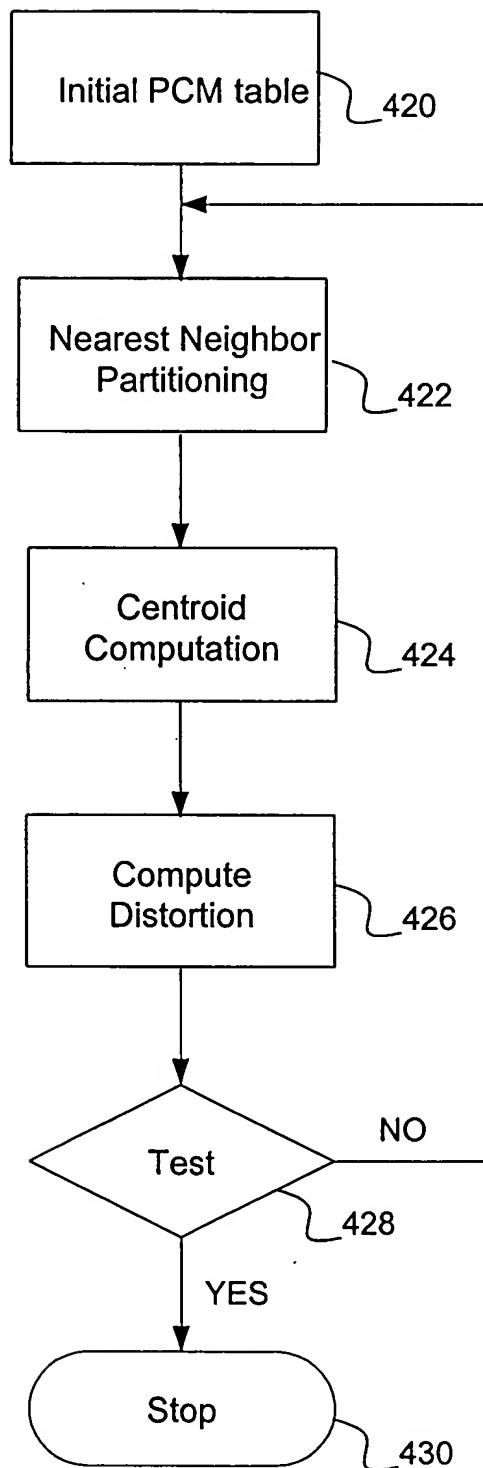 Initial PCM table
420
Nearest Neighbor
Partitioning
422
Centroid
Computation
424
Compute
Distortion
426
Test
NO
428
YES
Stop
430